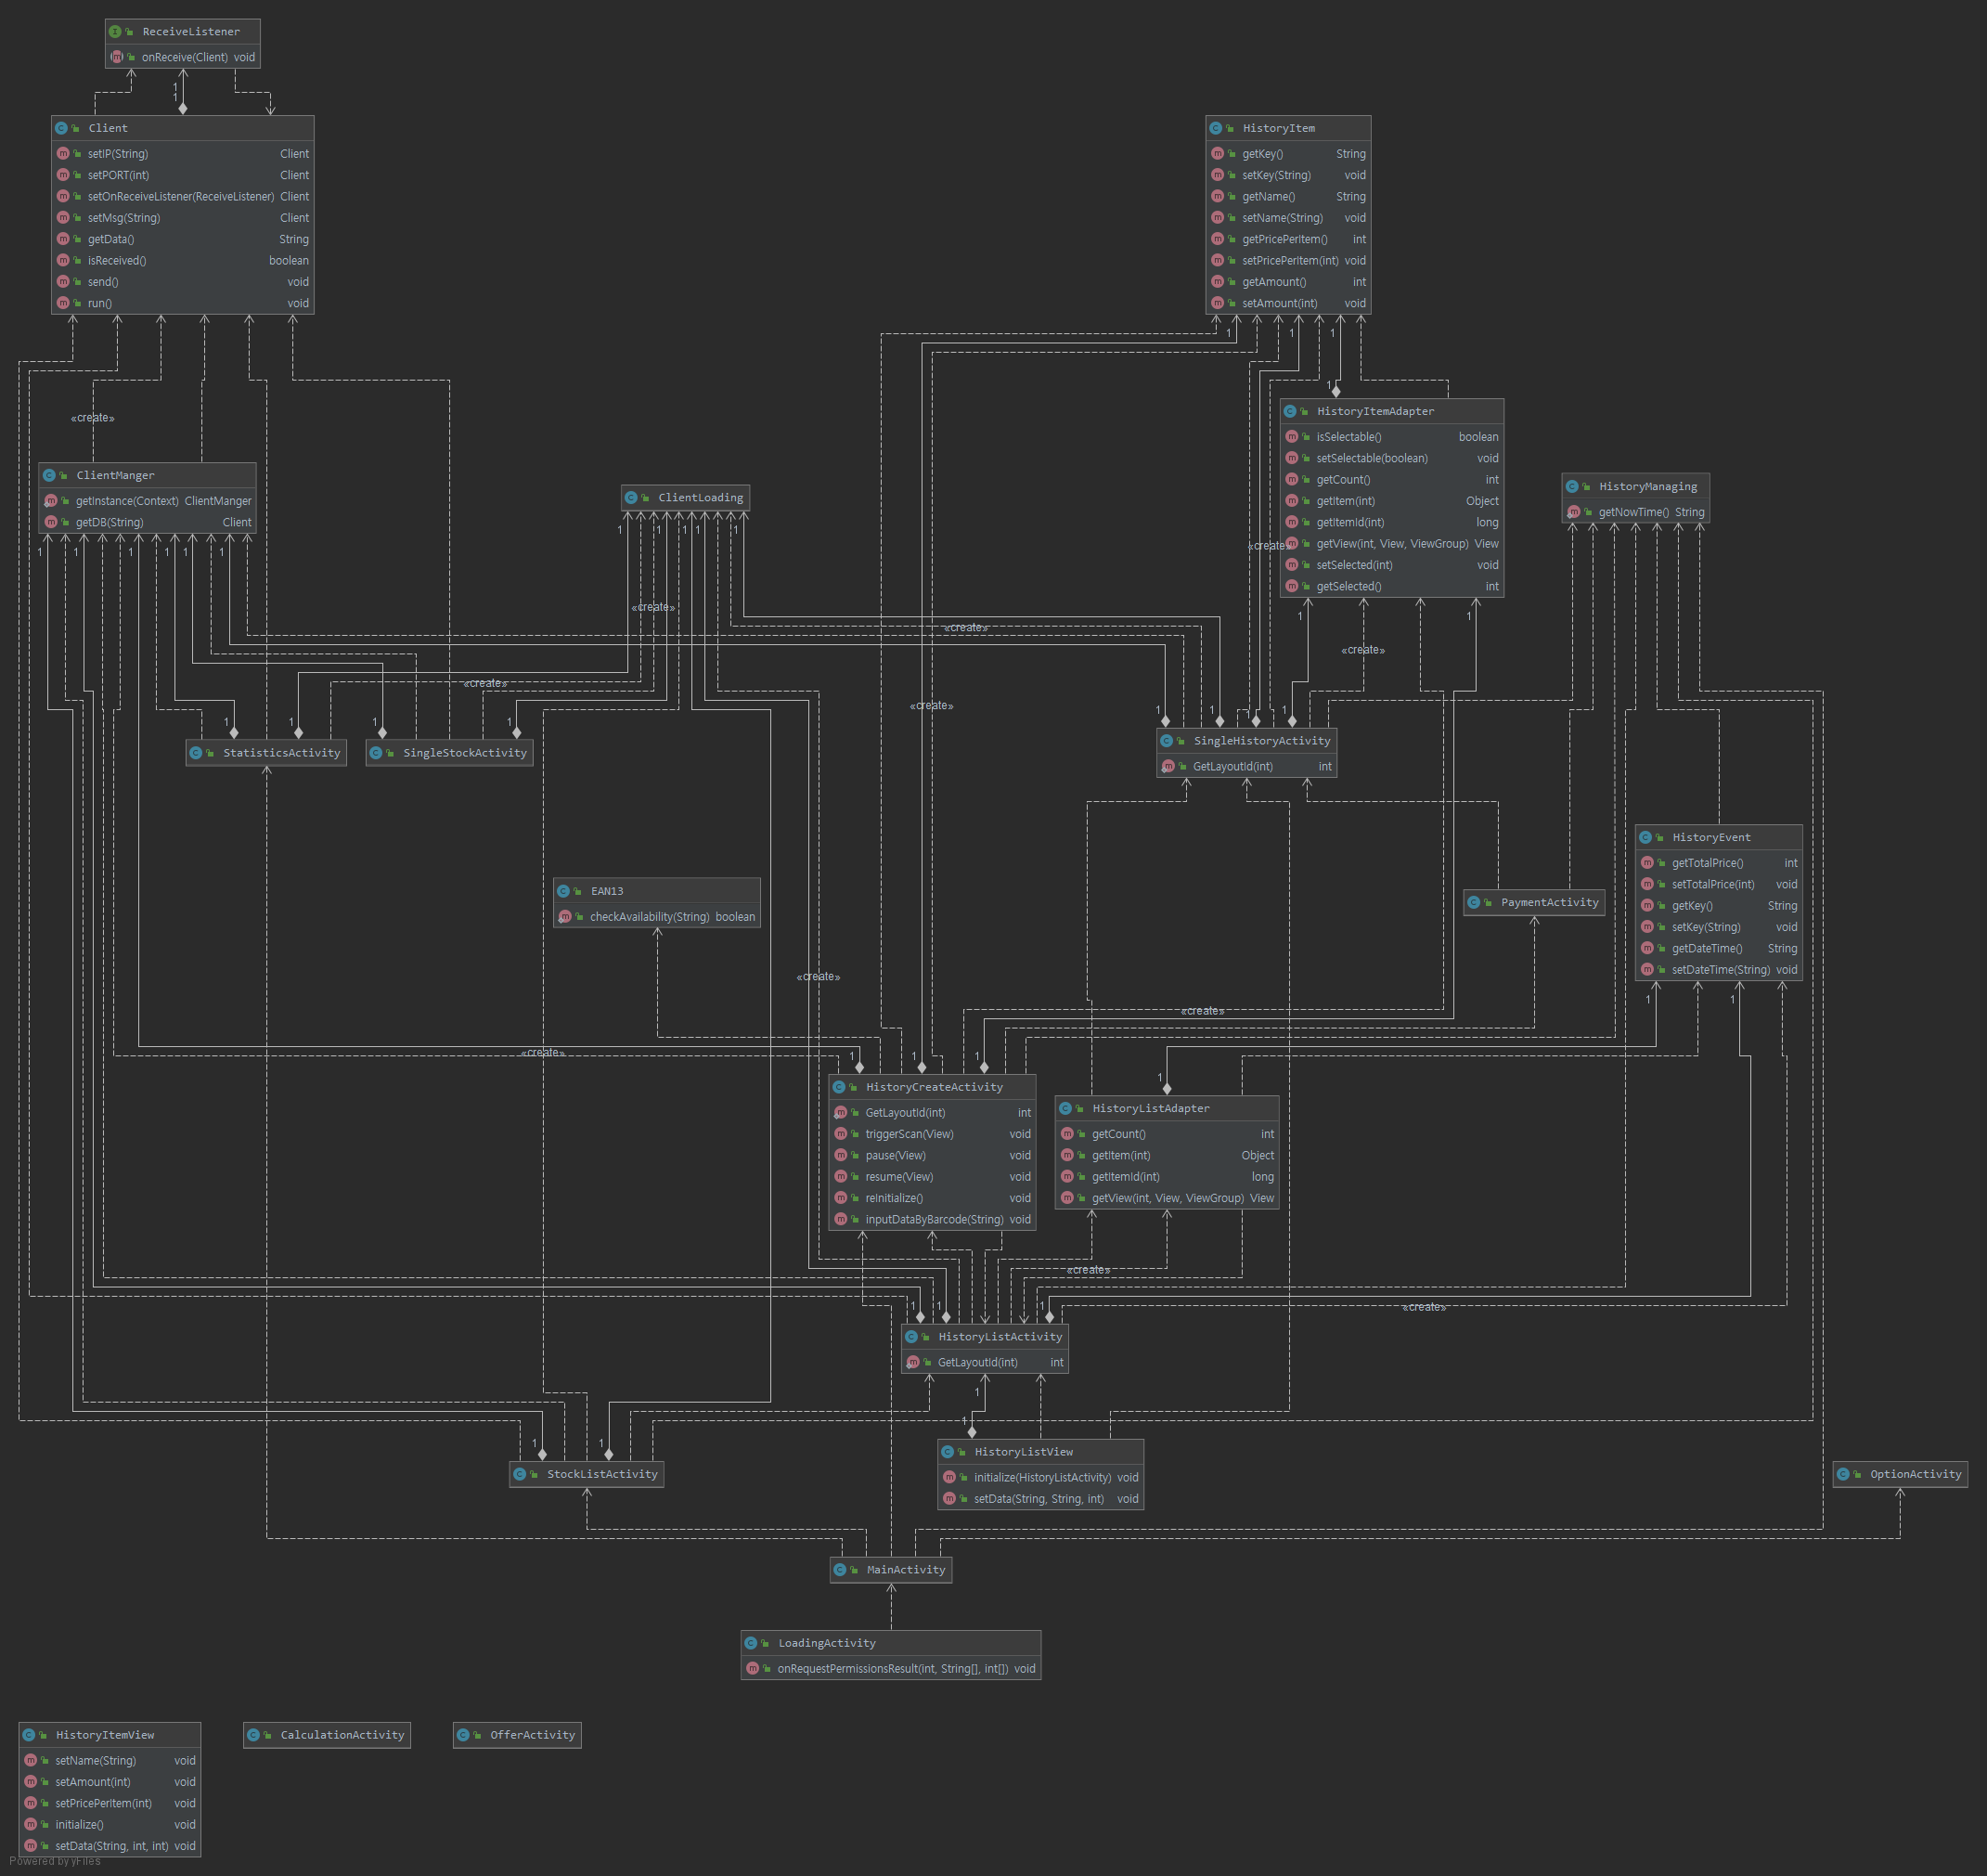 ReceiveListener
onReceive(Client) void
Client
setIP(String) Client
setPORT(int) Client
setOnReceiveListener(ReceiveListener) Client
setMsg(String) Client
getData() String
isReceived() boolean
send() void
run() void
HistoryItem
getKey() String
setKey(String) void
getName() String
setName(String) void
getPricePerItem() int
setPricePerItem(int) void
getAmount() int
setAmount(int) void
«create»
HistoryItemAdapter
isSelectable() boolean
setSelectable(boolean) void
getCount() int
getItem(int) Object
getItemId(int) long
getView(int, View, ViewGroup) View
setSelected(int) void
getSelected() int
ClientManger
getInstance(Context) ClientManger
getDB(String) Client
ClientLoading
HistoryManaging
getNowTime() String
«create»
«create»
«create»
«create»
«create»
«create»
StatisticsActivity
SingleStockActivity
SingleHistoryActivity
GetLayoutId(int) int
HistoryEvent
getTotalPrice() int
setTotalPrice(int) void
getKey() String
setKey(String) void
getDateTime() String
setDateTime(String) void
EAN13
checkAvailability(String) boolean
PaymentActivity
«create»
«create»
«create»
HistoryCreateActivity
GetLayoutId(int) int
triggerScan(View) void
pause(View) void
resume(View) void
reinitialize() void
inputDataByBarcode(String) void
HistoryListAdapter
getCount() int
getItem(int) Object
getItemId(int) long
getView(int, View, ViewGroup) View
«create»
«create»
HistoryListActivity
GetLayoutId(int) int
StockListActivity
HistoryListView
initialize(HistoryListActivity) void
setData(String, String, int) void
OptionActivity
MainActivity
LoadingActivity
onRequestPermissionsResult(int, String[], int[]) void
HistoryItemView
setName(String) void
setAmount(int) void
setPricePerItem(int) void
initialize() void
setData(String, int, int) void
CalculationActivity
OfferActivity
Powered by yFiles